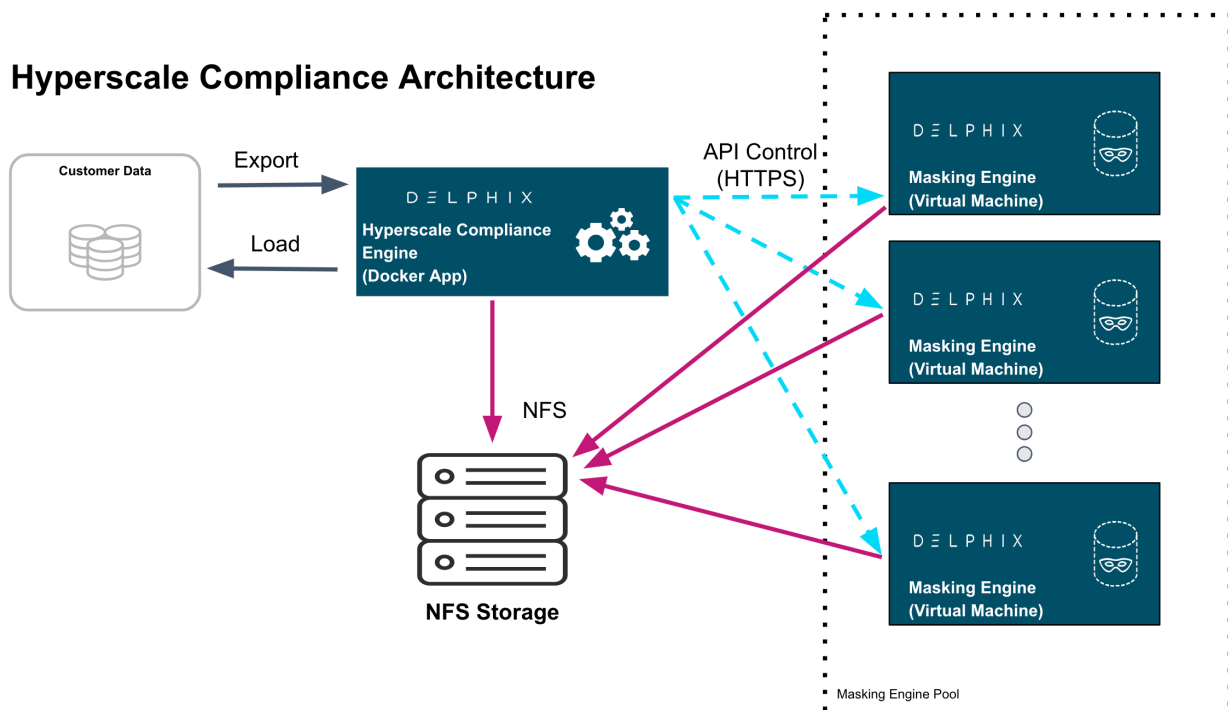 Hyperscale Compliance Architecture
Customer Data
Export
Load
DELPHIX
Hyperscale Compliance
Engine
(Docker App)
API Control
(HTTPS)
NFS
NFS Storage
DELPHIX
Masking Engine
(Virtual Machine)
DELPHIX
Masking Engine
(Virtual Machine)
DELPHIX
Masking Engine
(Virtual Machine)
Masking Engine Pool